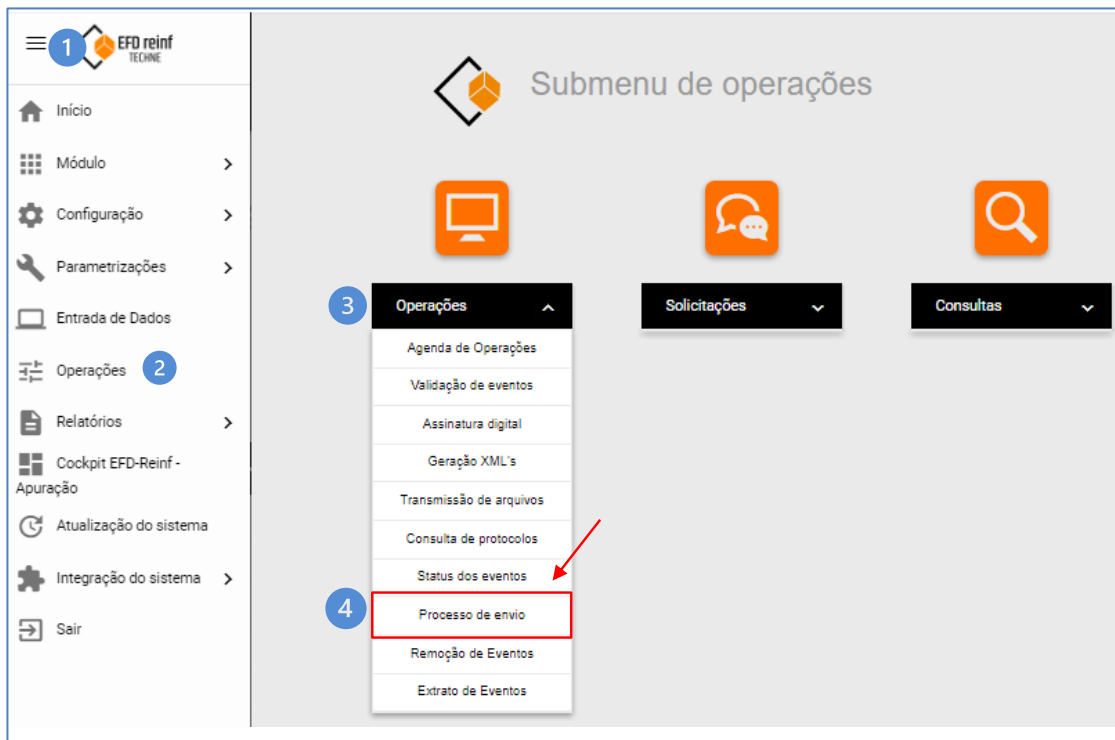 1
EFD reinf
TECHNE
Início
Módulo
Configuração
Parametrizações
Entrada de Dados
Operações 2
Relatórios
Cockpit EFD-Reinf -
Apuração
Atualização do sistema
Integração do sistema
Sair
Submenu de operações
3 Operações
Agenda de Operações
Validação de eventos
Assinatura digital
Geração XML's
Transmissão de arquivos
Consulta de protocolos
Status dos eventos
4 Processo de envio
Remoção de Eventos
Extrato de Eventos
Solicitações
Consultas